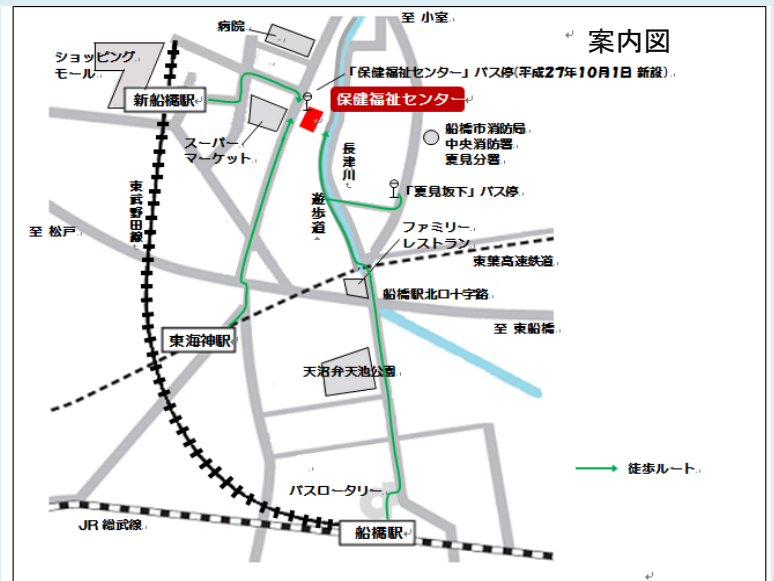 案内図
至 小室
病院
ショッピング
モール
「保健福祉センター」バス停(平成27年10月1日 新設)
新船橋駅
保健福祉センター
スーパー
マーケット
船橋市消防局
中央消防署
夏見分署
長津川
遊歩道
「夏見坂下」バス停
東武野田線
至 松戸
ファミリー
レストラン
東葉高速鉄道
船橋駅北口十字路
至 東船橋
東海神駅
天沼弁天池公園
徒歩ルート
バスロータリー
JR 総武線
船橋駅